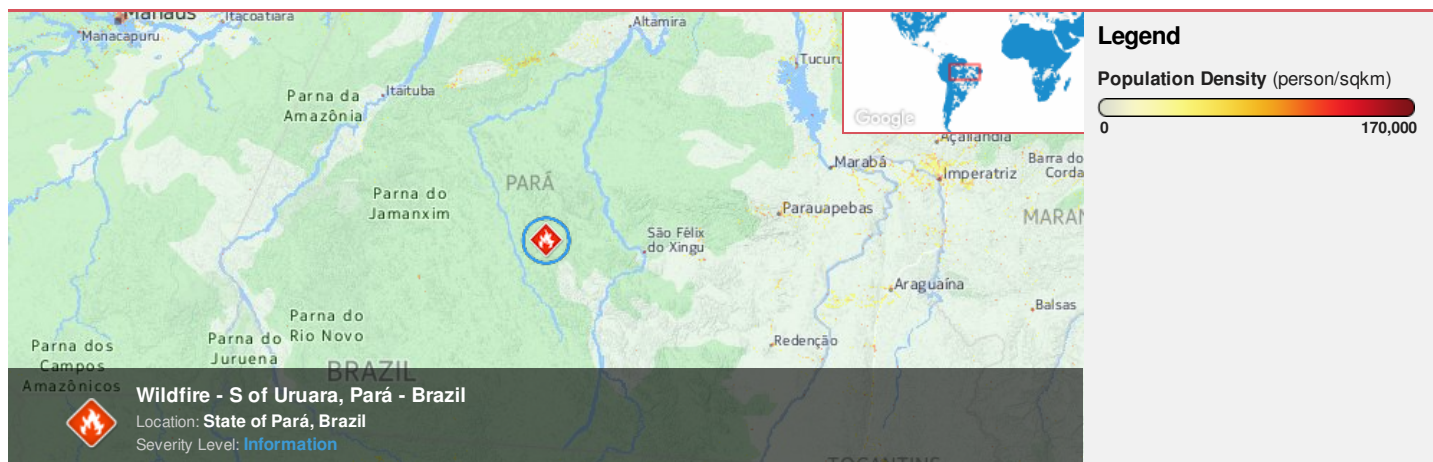 Manaus
Itacoatiara
Altamira
Manacapuru
Tucuru
Parna da
Amazônia
Itaituba
Google
Açailândia
Marabá
Barra do
Corda
Imperatriz
PARÁ
Parna do
Jamanxim
Parauapebas
MARAN
São Félix
do Xingu
Araguaína
Balsas
Parna do
Rio Novo
Parna do
Juruena
Redenção
Parna dos
Campos
Amazônicos
BRAZIL
TOCANTINS
Wildfire - S of Uruara, Pará - Brazil
Location: State of Pará, Brazil
Severity Level: Information
Legend
Population Density (person/sqkm)
0 170,000